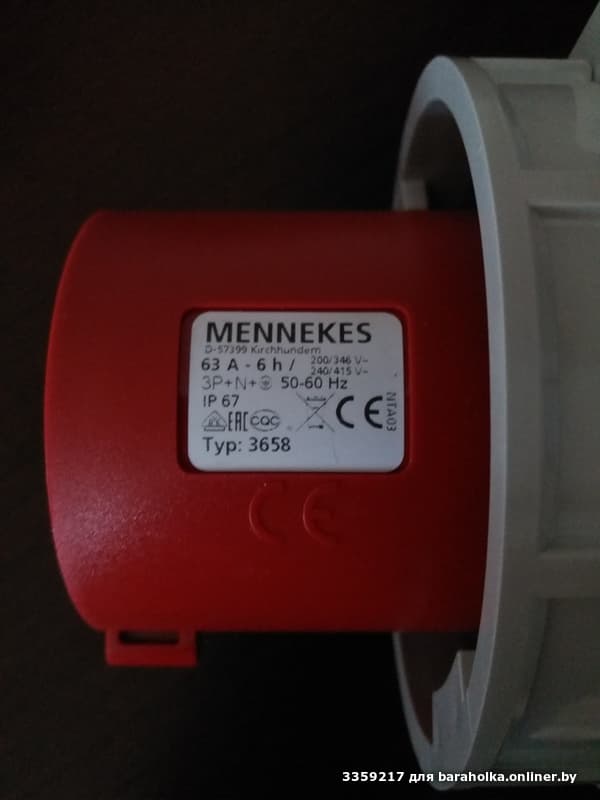 MENNEKES
D-57399 Kirchhundem
63 A - 6 h / 200/346 V~
240/415 V~
3P+N+ 50-60 Hz
IP 67
EAC CQC CE
NTA03
Typ: 3658
CE
3359217 для baraholka.onliner.by